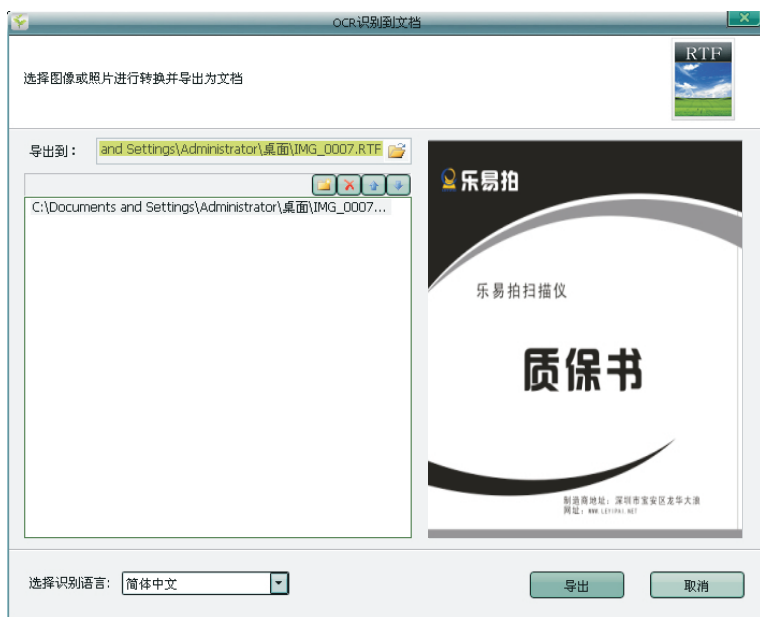 OCR识别到文档
选择图像或照片进行转换并导出为文档
RTF
导出到：
and Settings\Administrator\桌面\IMG_0007.RTF
C:\Documents and Settings\Administrator\桌面\IMG_0007...
乐易拍
乐易拍扫描仪
质保书
制造商地址：深圳市宝安区龙华大浪
网址：WWW.LEYIPAI.NET
选择识别语言:
简体中文
导出
取消